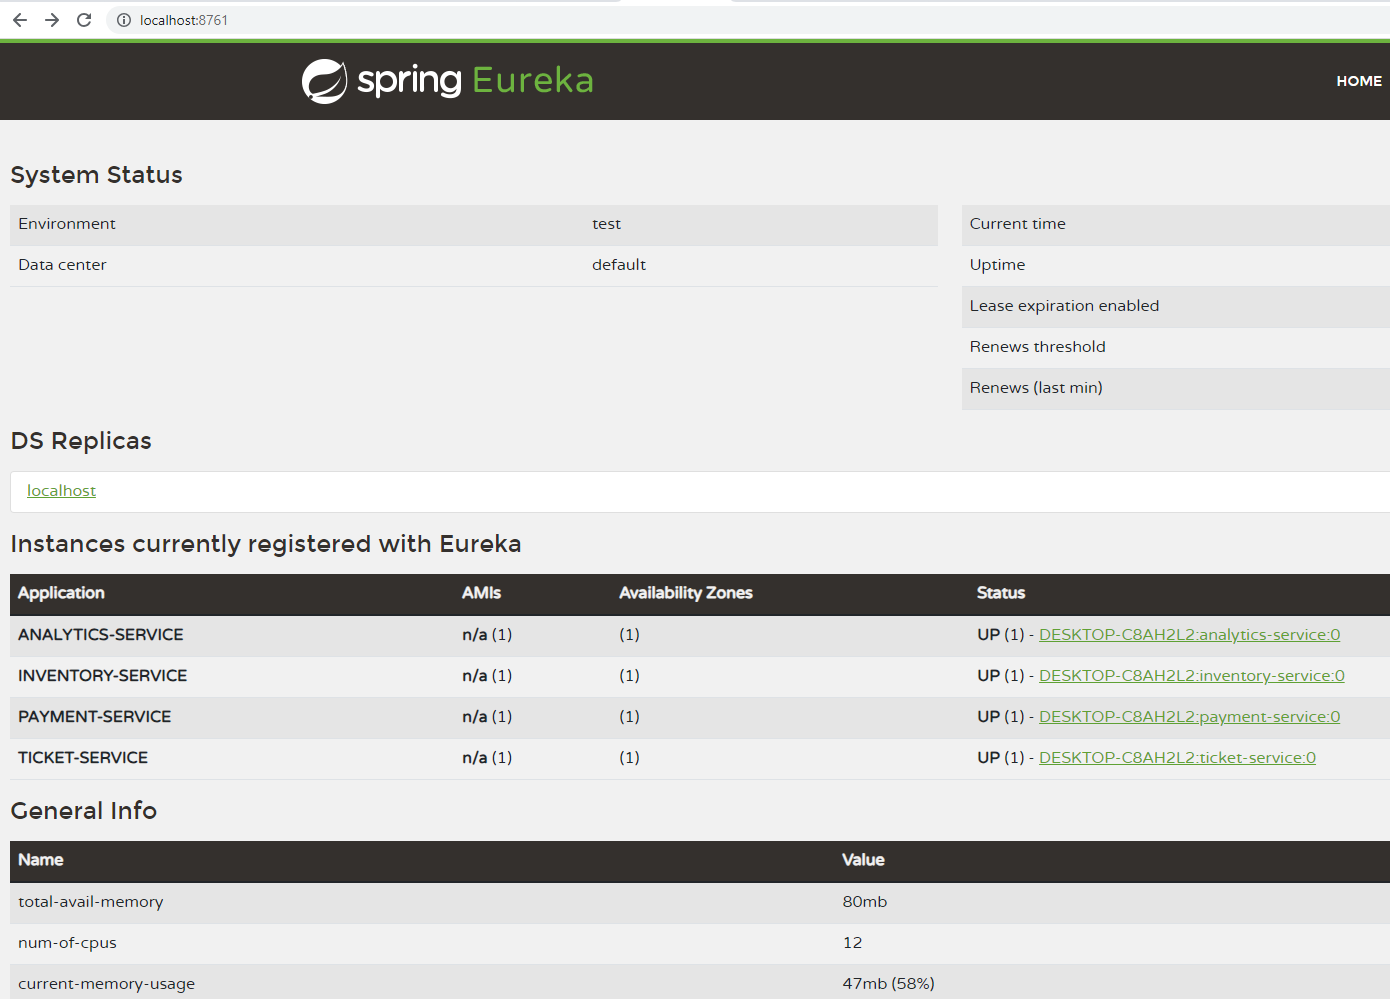 localhost:8761
spring Eureka
HOME
System Status
Environment test
Data center default
Current time
Uptime
Lease expiration enabled
Renews threshold
Renews (last min)
DS Replicas
localhost
Instances currently registered with Eureka
Application AMIs Availability Zones Status
ANALYTICS-SERVICE n/a (1) (1) UP (1) - DESKTOP-C8AH2L2:analytics-service:0
INVENTORY-SERVICE n/a (1) (1) UP (1) - DESKTOP-C8AH2L2:inventory-service:0
PAYMENT-SERVICE n/a (1) (1) UP (1) - DESKTOP-C8AH2L2:payment-service:0
TICKET-SERVICE n/a (1) (1) UP (1) - DESKTOP-C8AH2L2:ticket-service:0
General Info
Name Value
total-avail-memory 80mb
num-of-cpus 12
current-memory-usage 47mb (58%)